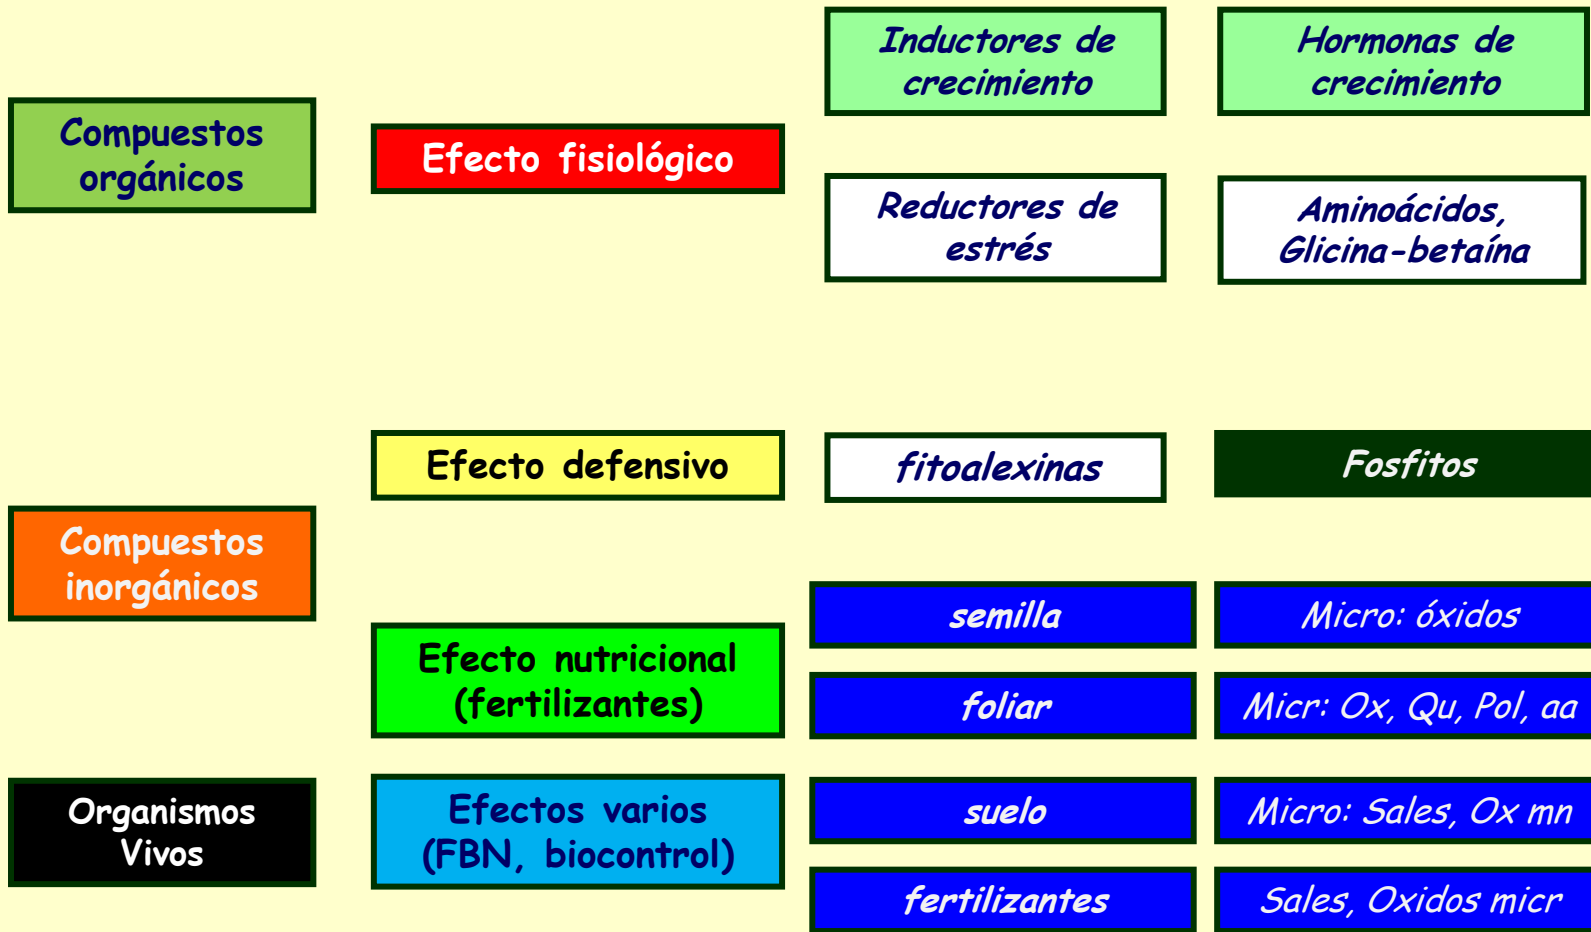 Compuestos
orgánicos
Efecto fisiológico
Inductores de
crecimiento
Hormonas de
crecimiento
Reductores de
estrés
Aminoácidos,
Glicina-betaína
Compuestos
inorgánicos
Efecto defensivo
fitoalexinas
Fosfitos
Efecto nutricional
(fertilizantes)
semilla
Micro: óxidos
foliar
Micr: Ox, Qu, Pol, aa
Organismos
Vivos
Efectos varios
(FBN, biocontrol)
suelo
Micro: Sales, Ox mn
fertilizantes
Sales, Oxidos micr